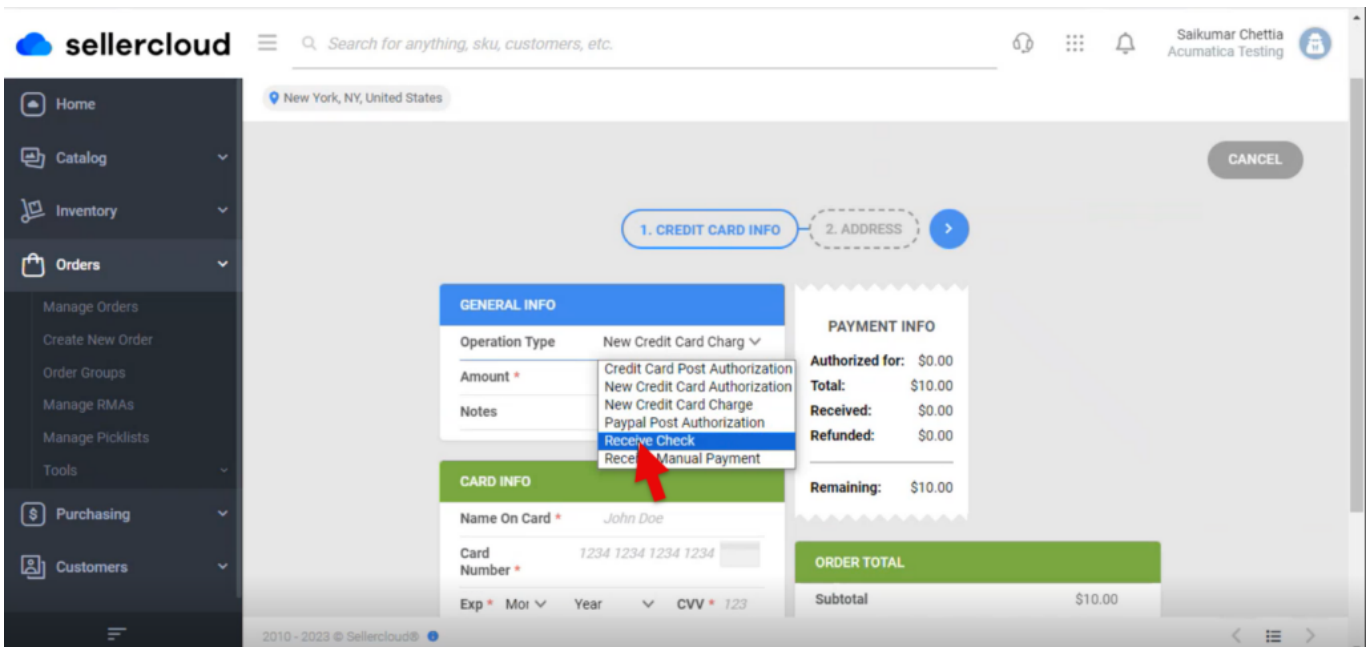 sellercloud
Search for anything, sku, customers, etc.
Saikumar Chettia
Acumatica Testing
Home
Catalog
Inventory
Orders
Manage Orders
Create New Order
Order Groups
Manage RMAs
Manage Picklists
Tools
Purchasing
Customers
New York, NY, United States
CANCEL
1. CREDIT CARD INFO
2. ADDRESS
GENERAL INFO
Operation Type New Credit Card Charg
Amount *
Notes
Credit Card Post Authorization
New Credit Card Authorization
New Credit Card Charge
Paypal Post Authorization
Receive Check
Manual Payment
CARD INFO
Name On Card * John Doe
Card
Number *
1234 1234 1234 1234
Exp * Mor Year CVV * 123
PAYMENT INFO
Authorized for: $0.00
Total: $10.00
Received: $0.00
Refunded: $0.00
Remaining: $10.00
ORDER TOTAL
Subtotal $10.00
2010 - 2023 © Sellercloud®